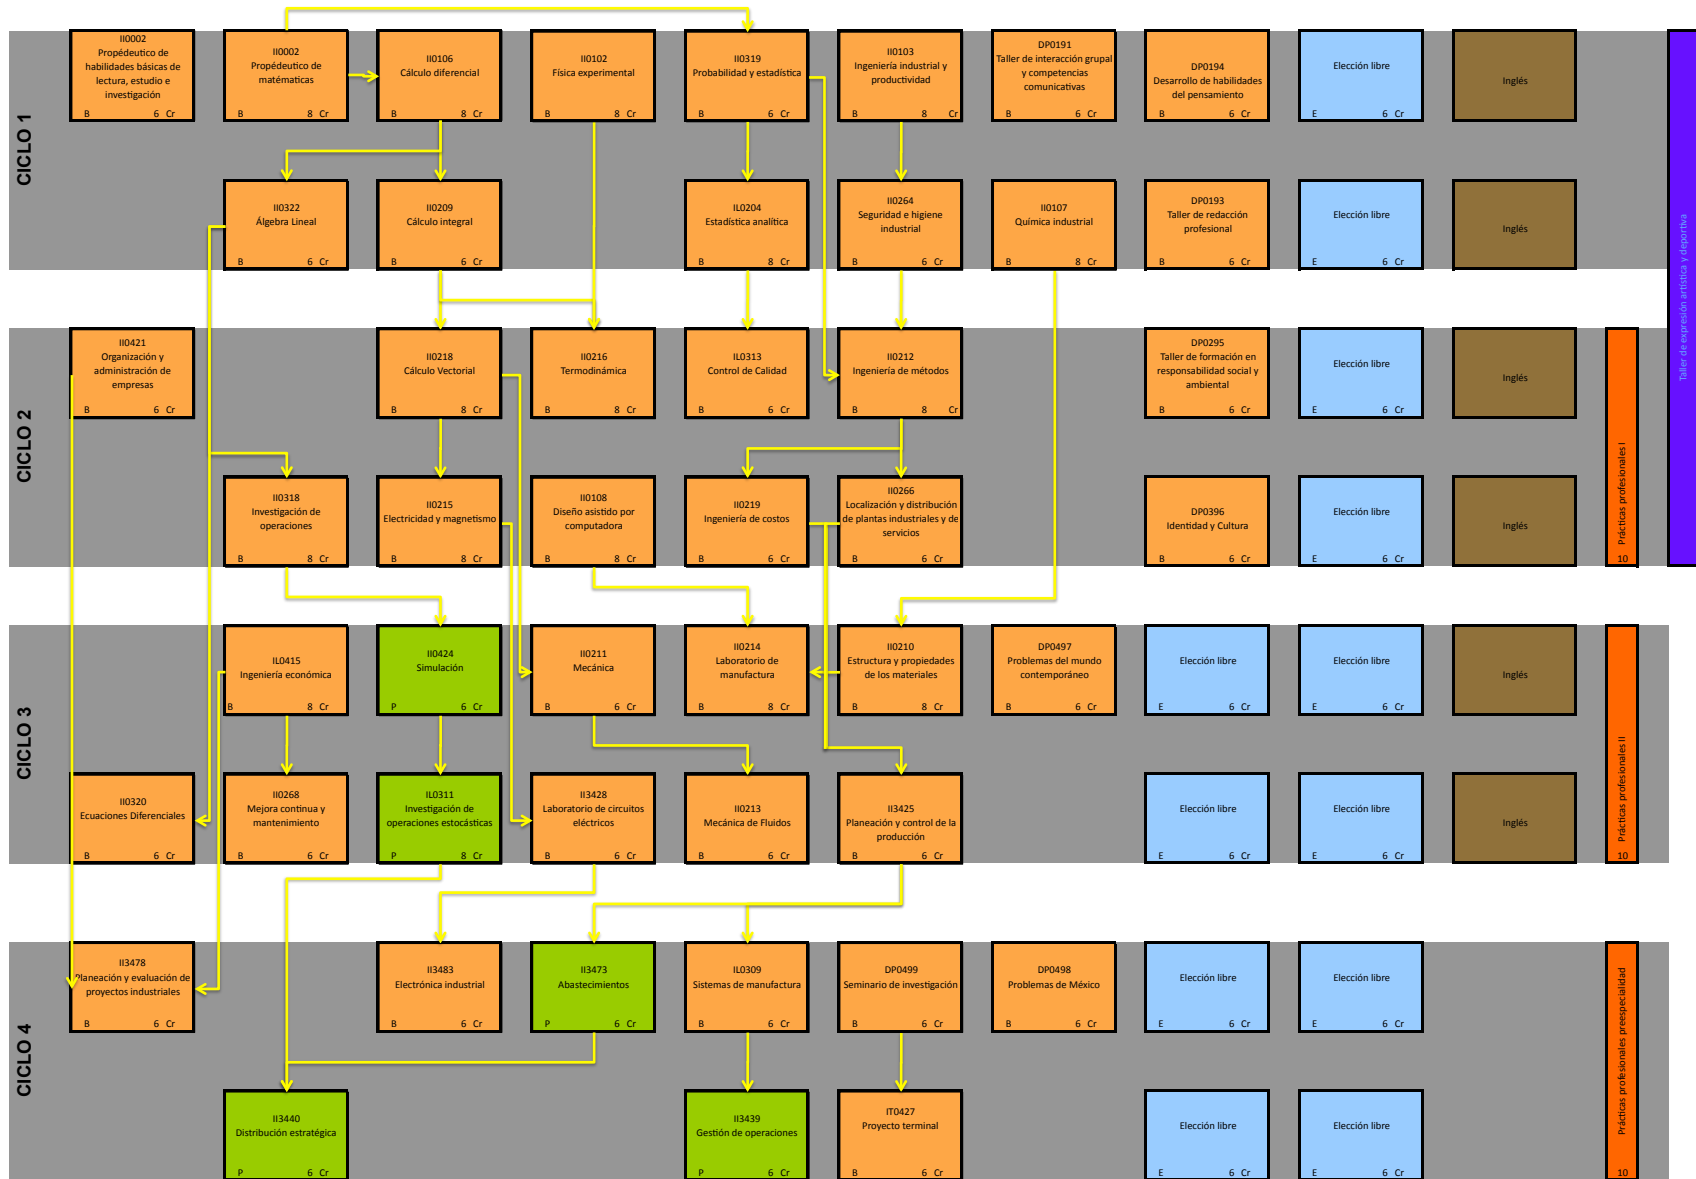 CICLO 1
II0002
Propédeutico de
habilidades básicas de
lectura, estudio e
investigación
B 6 Cr
II0002
Propédeutico de
matématicas
B 8 Cr
II0106
Cálculo diferencial
B 8 Cr
II0102
Física experimental
B 8 Cr
II0319
Probabilidad y estadística
B 6 Cr
II0103
Ingeniería industrial y
productividad
B 8 Cr
DP0191
Taller de interacción grupal
y competencias
comunicativas
B 6 Cr
DP0194
Desarrollo de habilidades
del pensamiento
B 6 Cr
Elección libre
E 6 Cr
Inglés
Taller de expresión artística y deportiva
II0322
Álgebra Lineal
B 6 Cr
II0209
Cálculo integral
B 6 Cr
IL0204
Estadística analítica
B 8 Cr
II0264
Seguridad e higiene
industrial
B 6 Cr
II0107
Química industrial
B 8 Cr
DP0193
Taller de redacción
profesional
B 6 Cr
Elección libre
E 6 Cr
Inglés
CICLO 2
II0421
Organización y
administración de
empresas
B 6 Cr
II0218
Cálculo Vectorial
B 8 Cr
II0216
Termodinámica
B 8 Cr
IL0313
Control de Calidad
B 6 Cr
II0212
Ingeniería de métodos
B 8 Cr
DP0295
Taller de formación en
responsabilidad social y
ambiental
B 6 Cr
Elección libre
E 6 Cr
Inglés
Prácticas profesionales I
10
II0318
Investigación de
operaciones
B 8 Cr
II0215
Electricidad y magnetismo
B 8 Cr
II0108
Diseño asistido por
computadora
B 8 Cr
II0219
Ingeniería de costos
B 6 Cr
II0266
Localización y distribución
de plantas industriales y de
servicios
B 6 Cr
DP0396
Identidad y Cultura
B 6 Cr
Elección libre
E 6 Cr
Inglés
CICLO 3
IL0415
Ingeniería económica
B 8 Cr
II0424
Simulación
P 6 Cr
II0211
Mecánica
B 6 Cr
II0214
Laboratorio de
manufactura
B 8 Cr
II0210
Estructura y propiedades
de los materiales
B 8 Cr
DP0497
Problemas del mundo
contemporáneo
B 6 Cr
Elección libre
E 6 Cr
Elección libre
E 6 Cr
Inglés
Prácticas profesionales II
10
II0320
Ecuaciones Diferenciales
B 6 Cr
II0268
Mejora continua y
mantenimiento
B 6 Cr
IL0311
Investigación de
operaciones estocásticas
P 8 Cr
II3428
Laboratorio de circuitos
eléctricos
B 6 Cr
II0213
Mecánica de Fluidos
B 6 Cr
II3425
Planeación y control de la
producción
B 6 Cr
Elección libre
E 6 Cr
Elección libre
E 6 Cr
Inglés
CICLO 4
II3478
Planeación y evaluación de
proyectos industriales
B 6 Cr
II3483
Electrónica industrial
B 6 Cr
II3473
Abastecimientos
P 6 Cr
IL0309
Sistemas de manufactura
B 6 Cr
DP0499
Seminario de investigación
B 6 Cr
DP0498
Problemas de México
B 6 Cr
Elección libre
E 6 Cr
Elección libre
E 6 Cr
Prácticas profesionales preespecialidad
10
II3440
Distribución estratégica
P 6 Cr
II3439
Gestión de operaciones
P 6 Cr
IT0427
Proyecto terminal
B 6 Cr
Elección libre
E 6 Cr
Elección libre
E 6 Cr